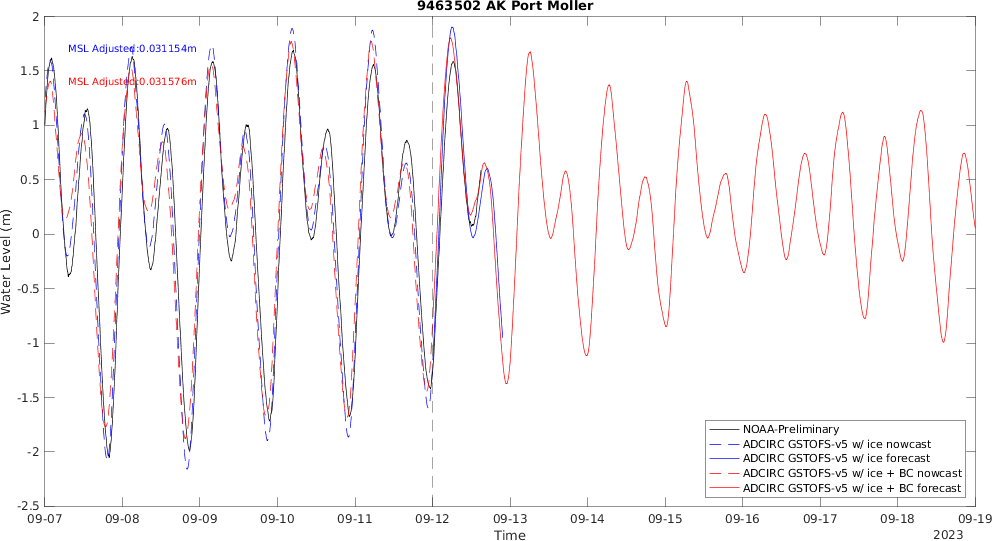 9463502 AK Port Moller
MSL Adjusted:0.031154m
MSL Adjusted:0.031576m
Water Level (m)
2
1.5
1
0.5
0
-0.5
-1
-1.5
-2
-2.5
NOAA-Preliminary
ADCIRC GSTOFS-v5 w/ ice nowcast
ADCIRC GSTOFS-v5 w/ ice forecast
ADCIRC GSTOFS-v5 w/ ice + BC nowcast
ADCIRC GSTOFS-v5 w/ ice + BC forecast
09-07 09-08 09-09 09-10 09-11 09-12 09-13 09-14 09-15 09-16 09-17 09-18 09-19
Time
2023